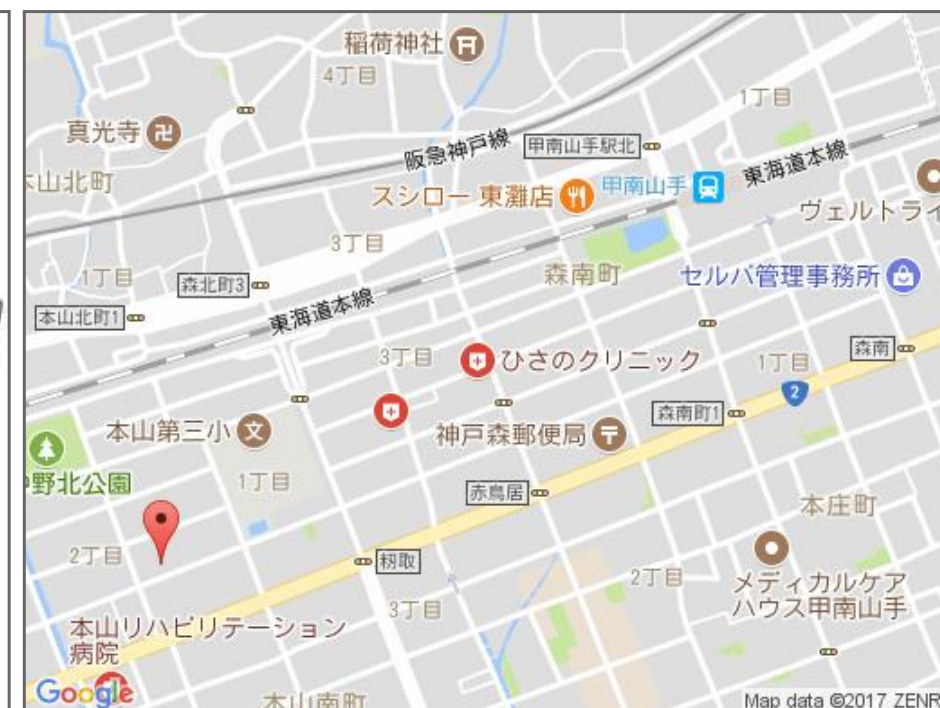 稲荷神社
4丁目
1丁目
真光寺
阪急神戸線
甲南山手駅北
東海道本線
本山北町
スシロー 東灘店
甲南山手
ヴェルトライ
3丁目
森南町
1丁目
森北町3
セルバ管理事務所
本山北町1
東海道本線
3丁目
ひさのクリニック
1丁目
森南
2
森南町1
本山第三小
神戸森郵便局
野北公園
1丁目
赤鳥居
本庄町
2丁目
籾取
2丁目
メディカルケア
ハウス甲南山手
3丁目
本山リハビリテーション
病院
Google
本山南町
Map data ©2017 ZENR